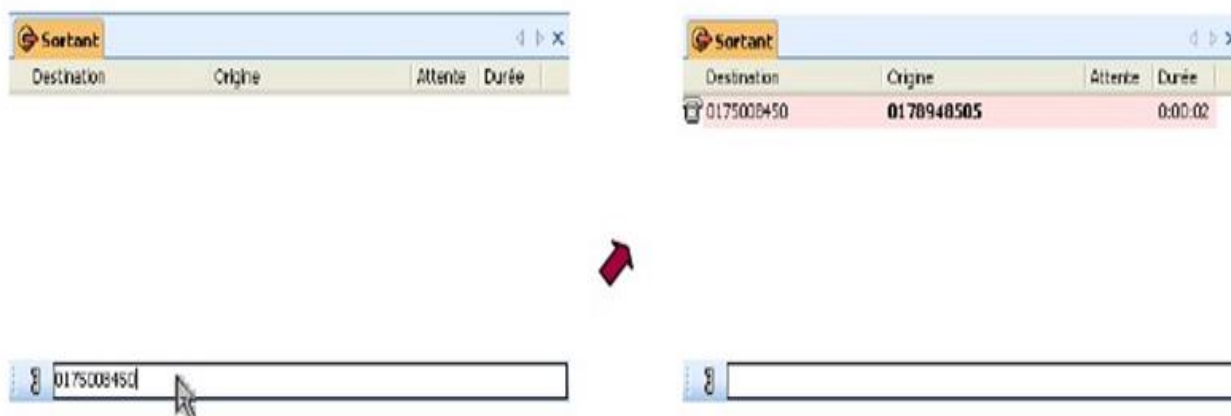 Sortant
Destination Origine Attente Durée
0175008450
Sortant
Destination Origine Attente Durée
0175008450 0178948505 0:00:02